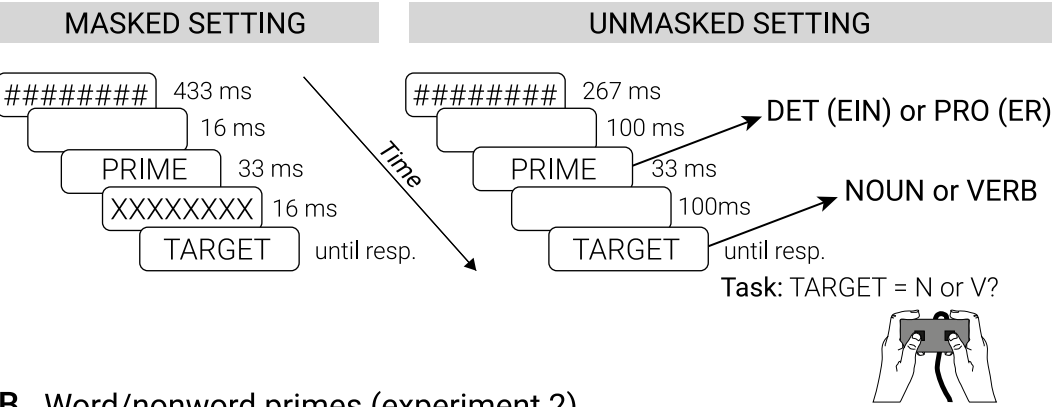 MASKED SETTING
UNMASKED SETTING
######## 433 ms
16 ms
PRIME 33 ms
XXXXXXXX 16 ms
TARGET until resp.
Time
######## 267 ms
100 ms
PRIME 33 ms
100ms
TARGET until resp.
DET (EIN) or PRO (ER)
NOUN or VERB
Task: TARGET = N or V?
B Word/nonword primes (experiment 2)